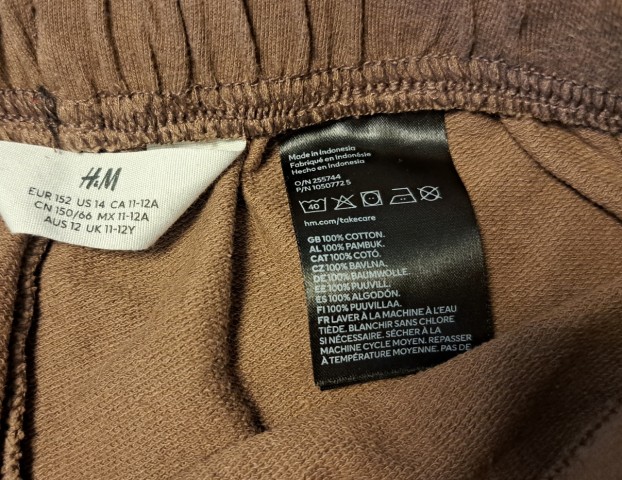 H&M
EUR 152 US 14 CA 11-12A
CN 150/66 MX 11-12A
AUS 12 UK 11-12Y
Made in Indonesia
Fabriqué en Indonésie
Hecho en Indonesia
O/N 255744
P/N 1050772 5
40
hm.com/takecare
GB 100% COTTON.
AL 100% PAMBUK.
CAT 100% COTÓ.
CZ 100% BAVLNA.
DE 100% BAUMWOLLE.
EE 100% PUUVILL.
ES 100% ALGODÓN.
FI 100% PUUVILLAA.
FR LAVER À LA MACHINE À L'EAU
TIÈDE. BLANCHIR SANS CHLORE
SI NÉCESSAIRE. SÉCHER À LA
MACHINE CYCLE MOYEN. REPASSER
À TEMPÉRATURE MOYENNE. PAS